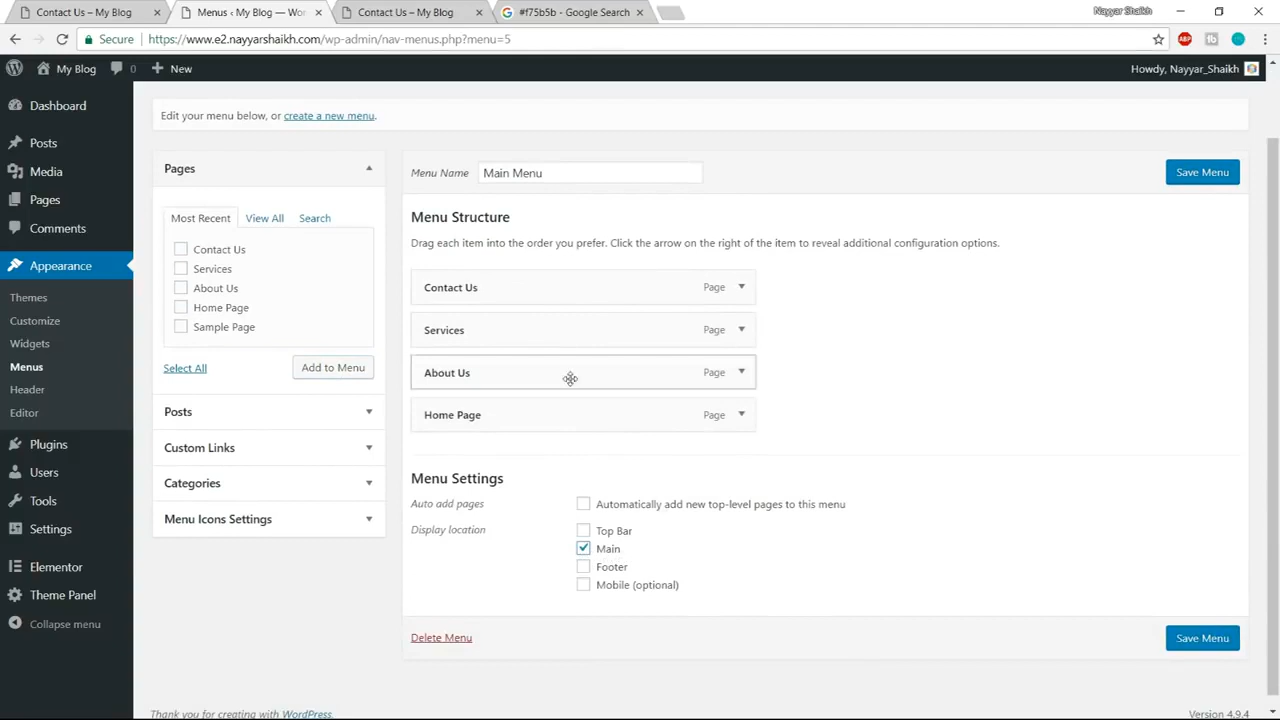 Contact Us – My Blog
Menus ‹ My Blog — Wor
Contact Us – My Blog
#f75b5b - Google Search
Nayyar Shaikh
Secure
https://www.e2.nayyarshaikh.com/wp-admin/nav-menus.php?menu=5
ABP
tb
My Blog
0
New
Howdy, Nayyar_Shaikh
Dashboard
Posts
Media
Pages
Comments
Appearance
Themes
Customize
Widgets
Menus
Header
Editor
Plugins
Users
Tools
Settings
Elementor
Theme Panel
Collapse menu
Edit your menu below, or create a new menu.
Pages
Most Recent
View All
Search
Contact Us
Services
About Us
Home Page
Sample Page
Select All
Add to Menu
Posts
Custom Links
Categories
Menu Icons Settings
Menu Name
Main Menu
Save Menu
Menu Structure
Drag each item into the order you prefer. Click the arrow on the right of the item to reveal additional configuration options.
Contact Us Page
Services Page
About Us Page
Home Page Page
Menu Settings
Auto add pages
Automatically add new top-level pages to this menu
Display location
Top Bar
Main
Footer
Mobile (optional)
Delete Menu
Save Menu
Thank you for creating with WordPress.
Version 4.9.4